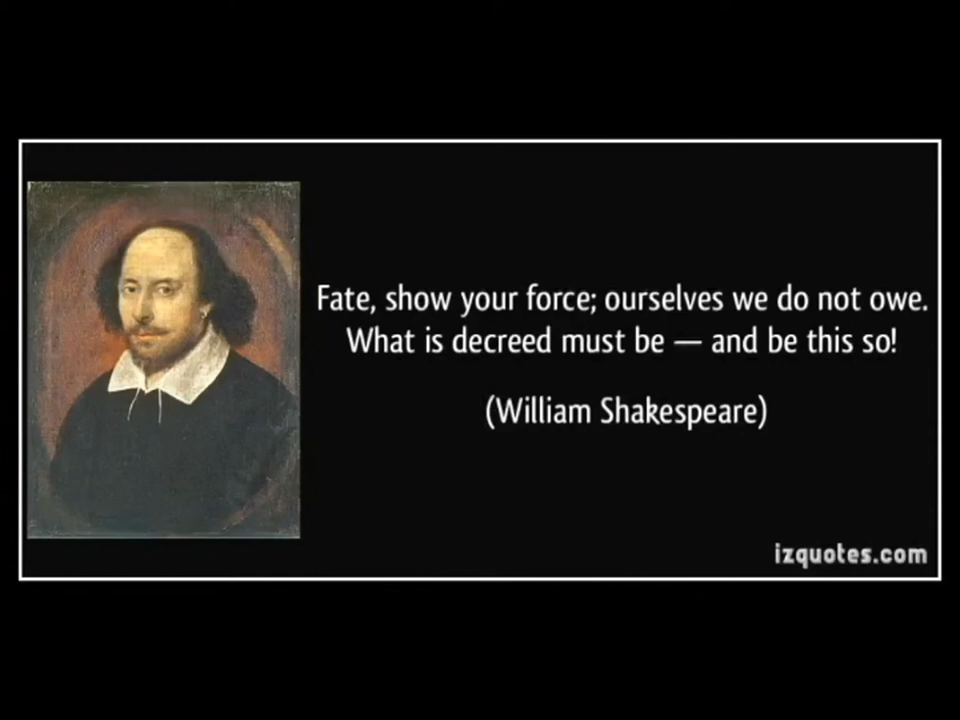 Fate, show your force; ourselves we do not owe.
What is decreed must be — and be this so!
(William Shakespeare)
izquotes.com